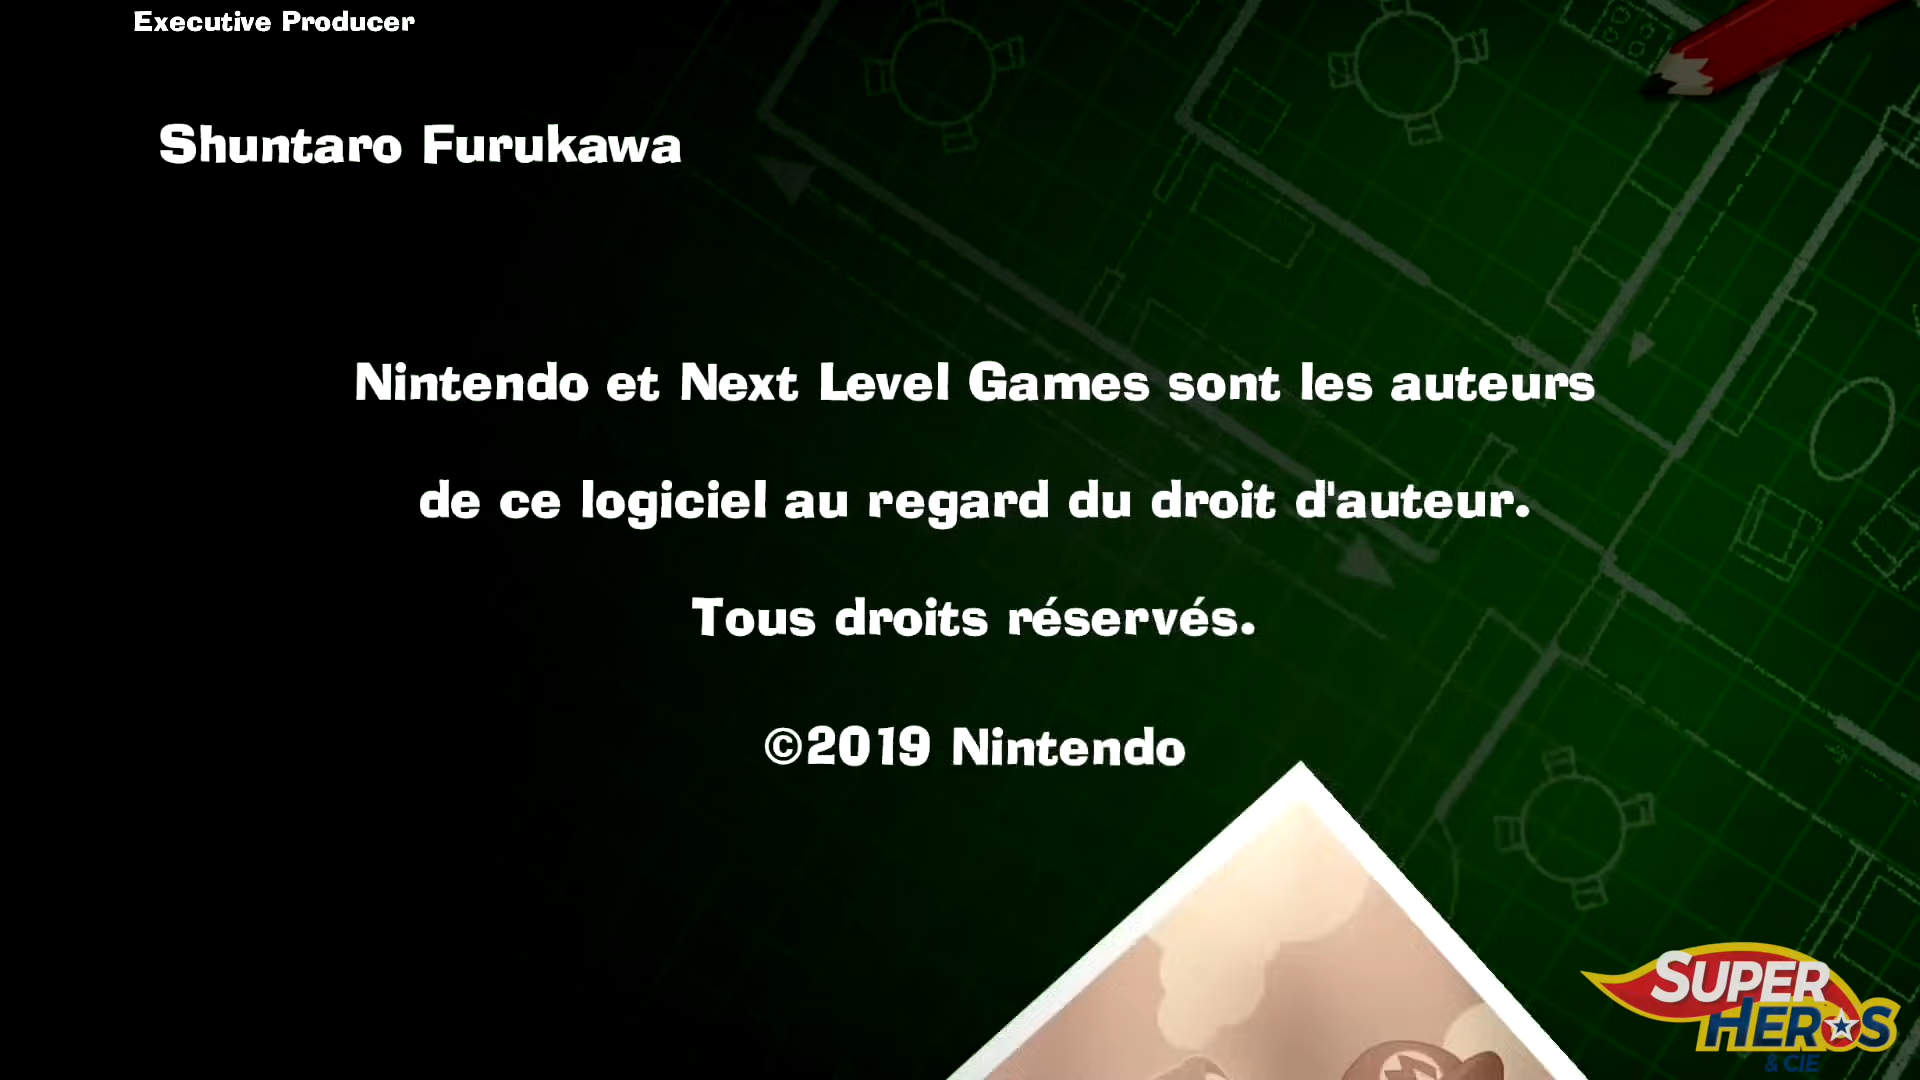 Executive Producer
Shuntaro Furukawa
Nintendo et Next Level Games sont les auteurs
de ce logiciel au regard du droit d'auteur.
Tous droits réservés.
©2019 Nintendo
SUPER
HEROS
& CIE